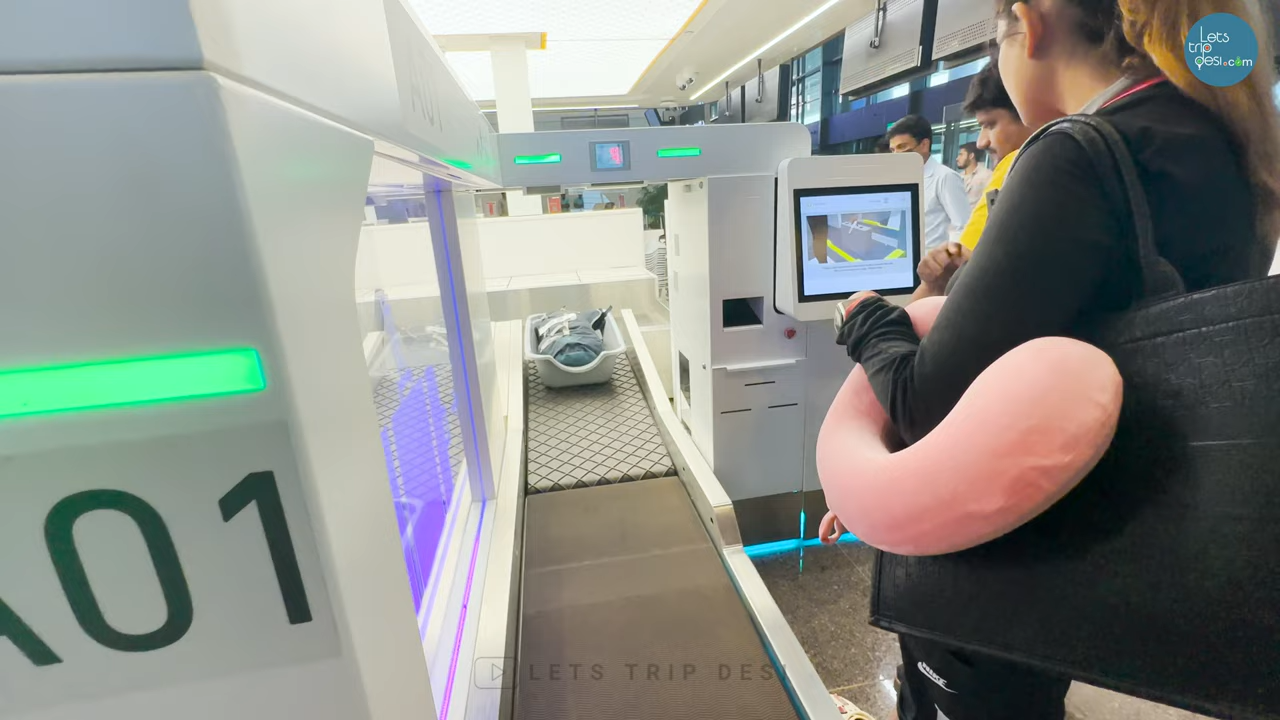 Lets
trip
desi.com
A01
A01
LETS TRIP DESI